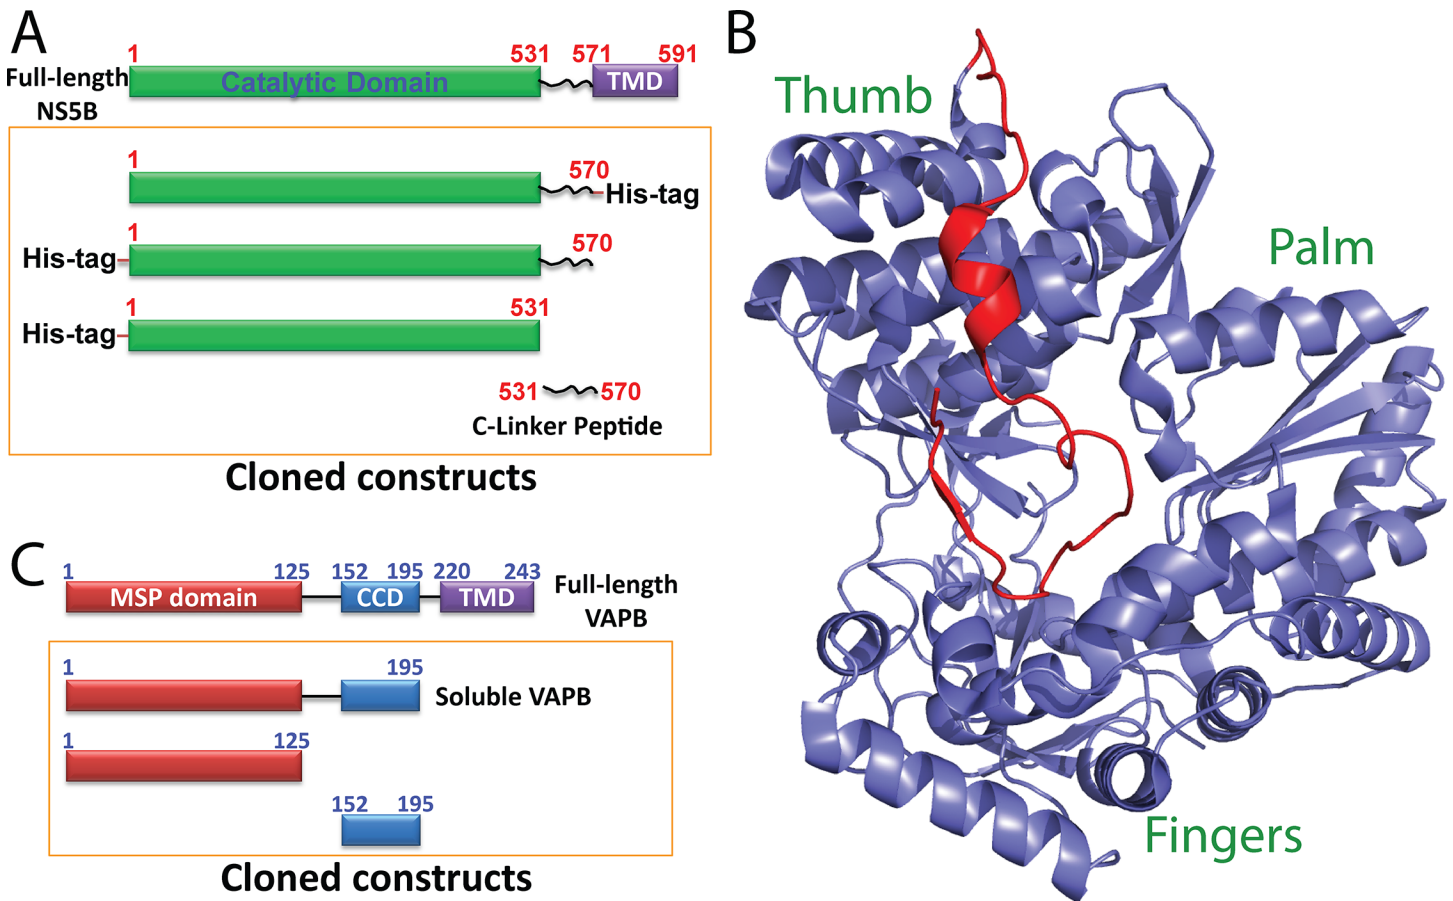 A
1 531 571 591
Full-length
NS5B
Catalytic Domain
TMD
1
570
His-tag
1
570
His-tag
1 531
His-tag
531 570
C-Linker Peptide
Cloned constructs
B
Thumb
Palm
Fingers
C
1 125 152 195 220 243
MSP domain CCD TMD
Full-length
VAPB
1 195
Soluble VAPB
1 125
152 195
Cloned constructs